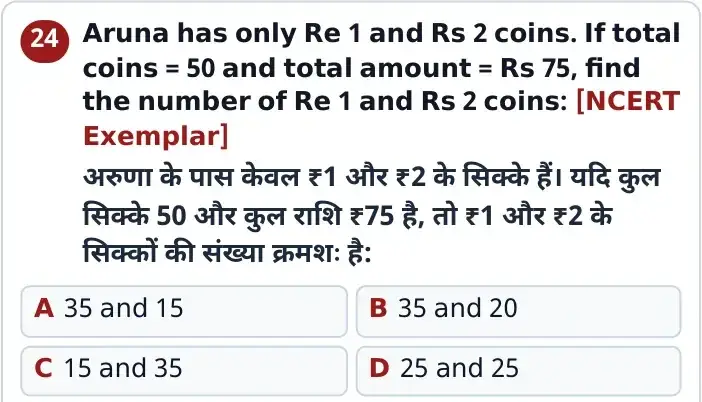 24 Aruna has only Re 1 and Rs 2 coins. If total
coins = 50 and total amount = Rs 75, find
the number of Re 1 and Rs 2 coins: [NCERT
Exemplar]
अरुणा के पास केवल ₹1 और ₹2 के सिक्के हैं। यदि कुल
सिक्के 50 और कुल राशि ₹75 है, तो ₹1 और ₹2 के
सिक्कों की संख्या क्रमशः है:
A 35 and 15
B 35 and 20
C 15 and 35
D 25 and 25